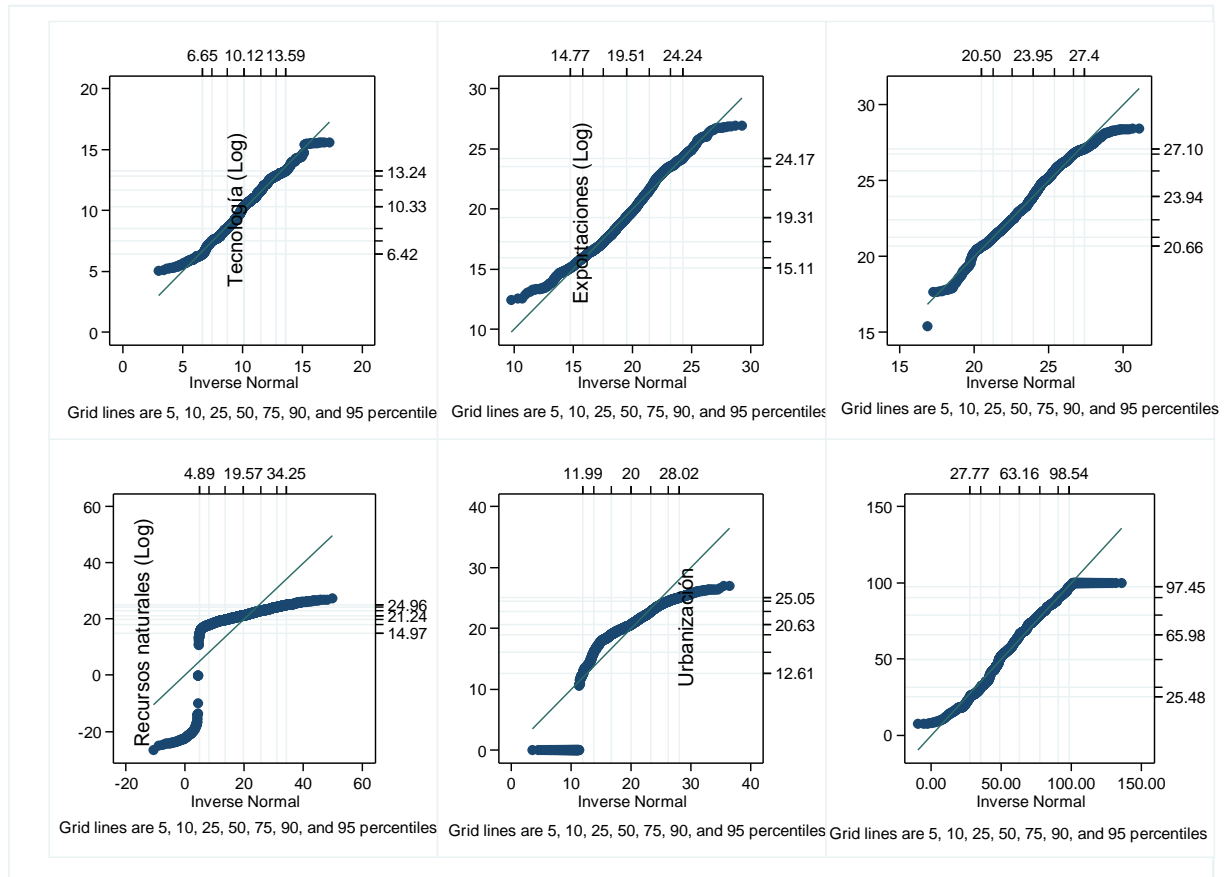 6.65 10.12 13.59
20
15
10
5
0
Tecnología (Log)
13.24
10.33
6.42
0 5 10 15 20
Inverse Normal
Grid lines are 5, 10, 25, 50, 75, 90, and 95 percentile
14.77 19.51 24.24
30
25
20
15
10
Exportaciones (Log)
24.17
19.31
15.11
10 15 20 25 30
Inverse Normal
Grid lines are 5, 10, 25, 50, 75, 90, and 95 percentiles
20.50 23.95 27.4
30
25
20
15
27.10
23.94
20.66
15 20 25 30
Inverse Normal
Grid lines are 5, 10, 25, 50, 75, 90, and 95 percentiles
4.89 19.57 34.25
60
40
20
0
-20
Recursos naturales (Log)
24.96
21.24
14.97
-20 0 20 40 60
Inverse Normal
Grid lines are 5, 10, 25, 50, 75, 90, and 95 percentiles
11.99 20 28.02
40
30
20
10
0
Urbanización
25.05
20.63
12.61
0 10 20 30 40
Inverse Normal
Grid lines are 5, 10, 25, 50, 75, 90, and 95 percentiles
27.77 63.16 98.54
150
100
50
0
97.45
65.98
25.48
0.00 50.00 100.00 150.00
Inverse Normal
Grid lines are 5, 10, 25, 50, 75, 90, and 95 percentiles